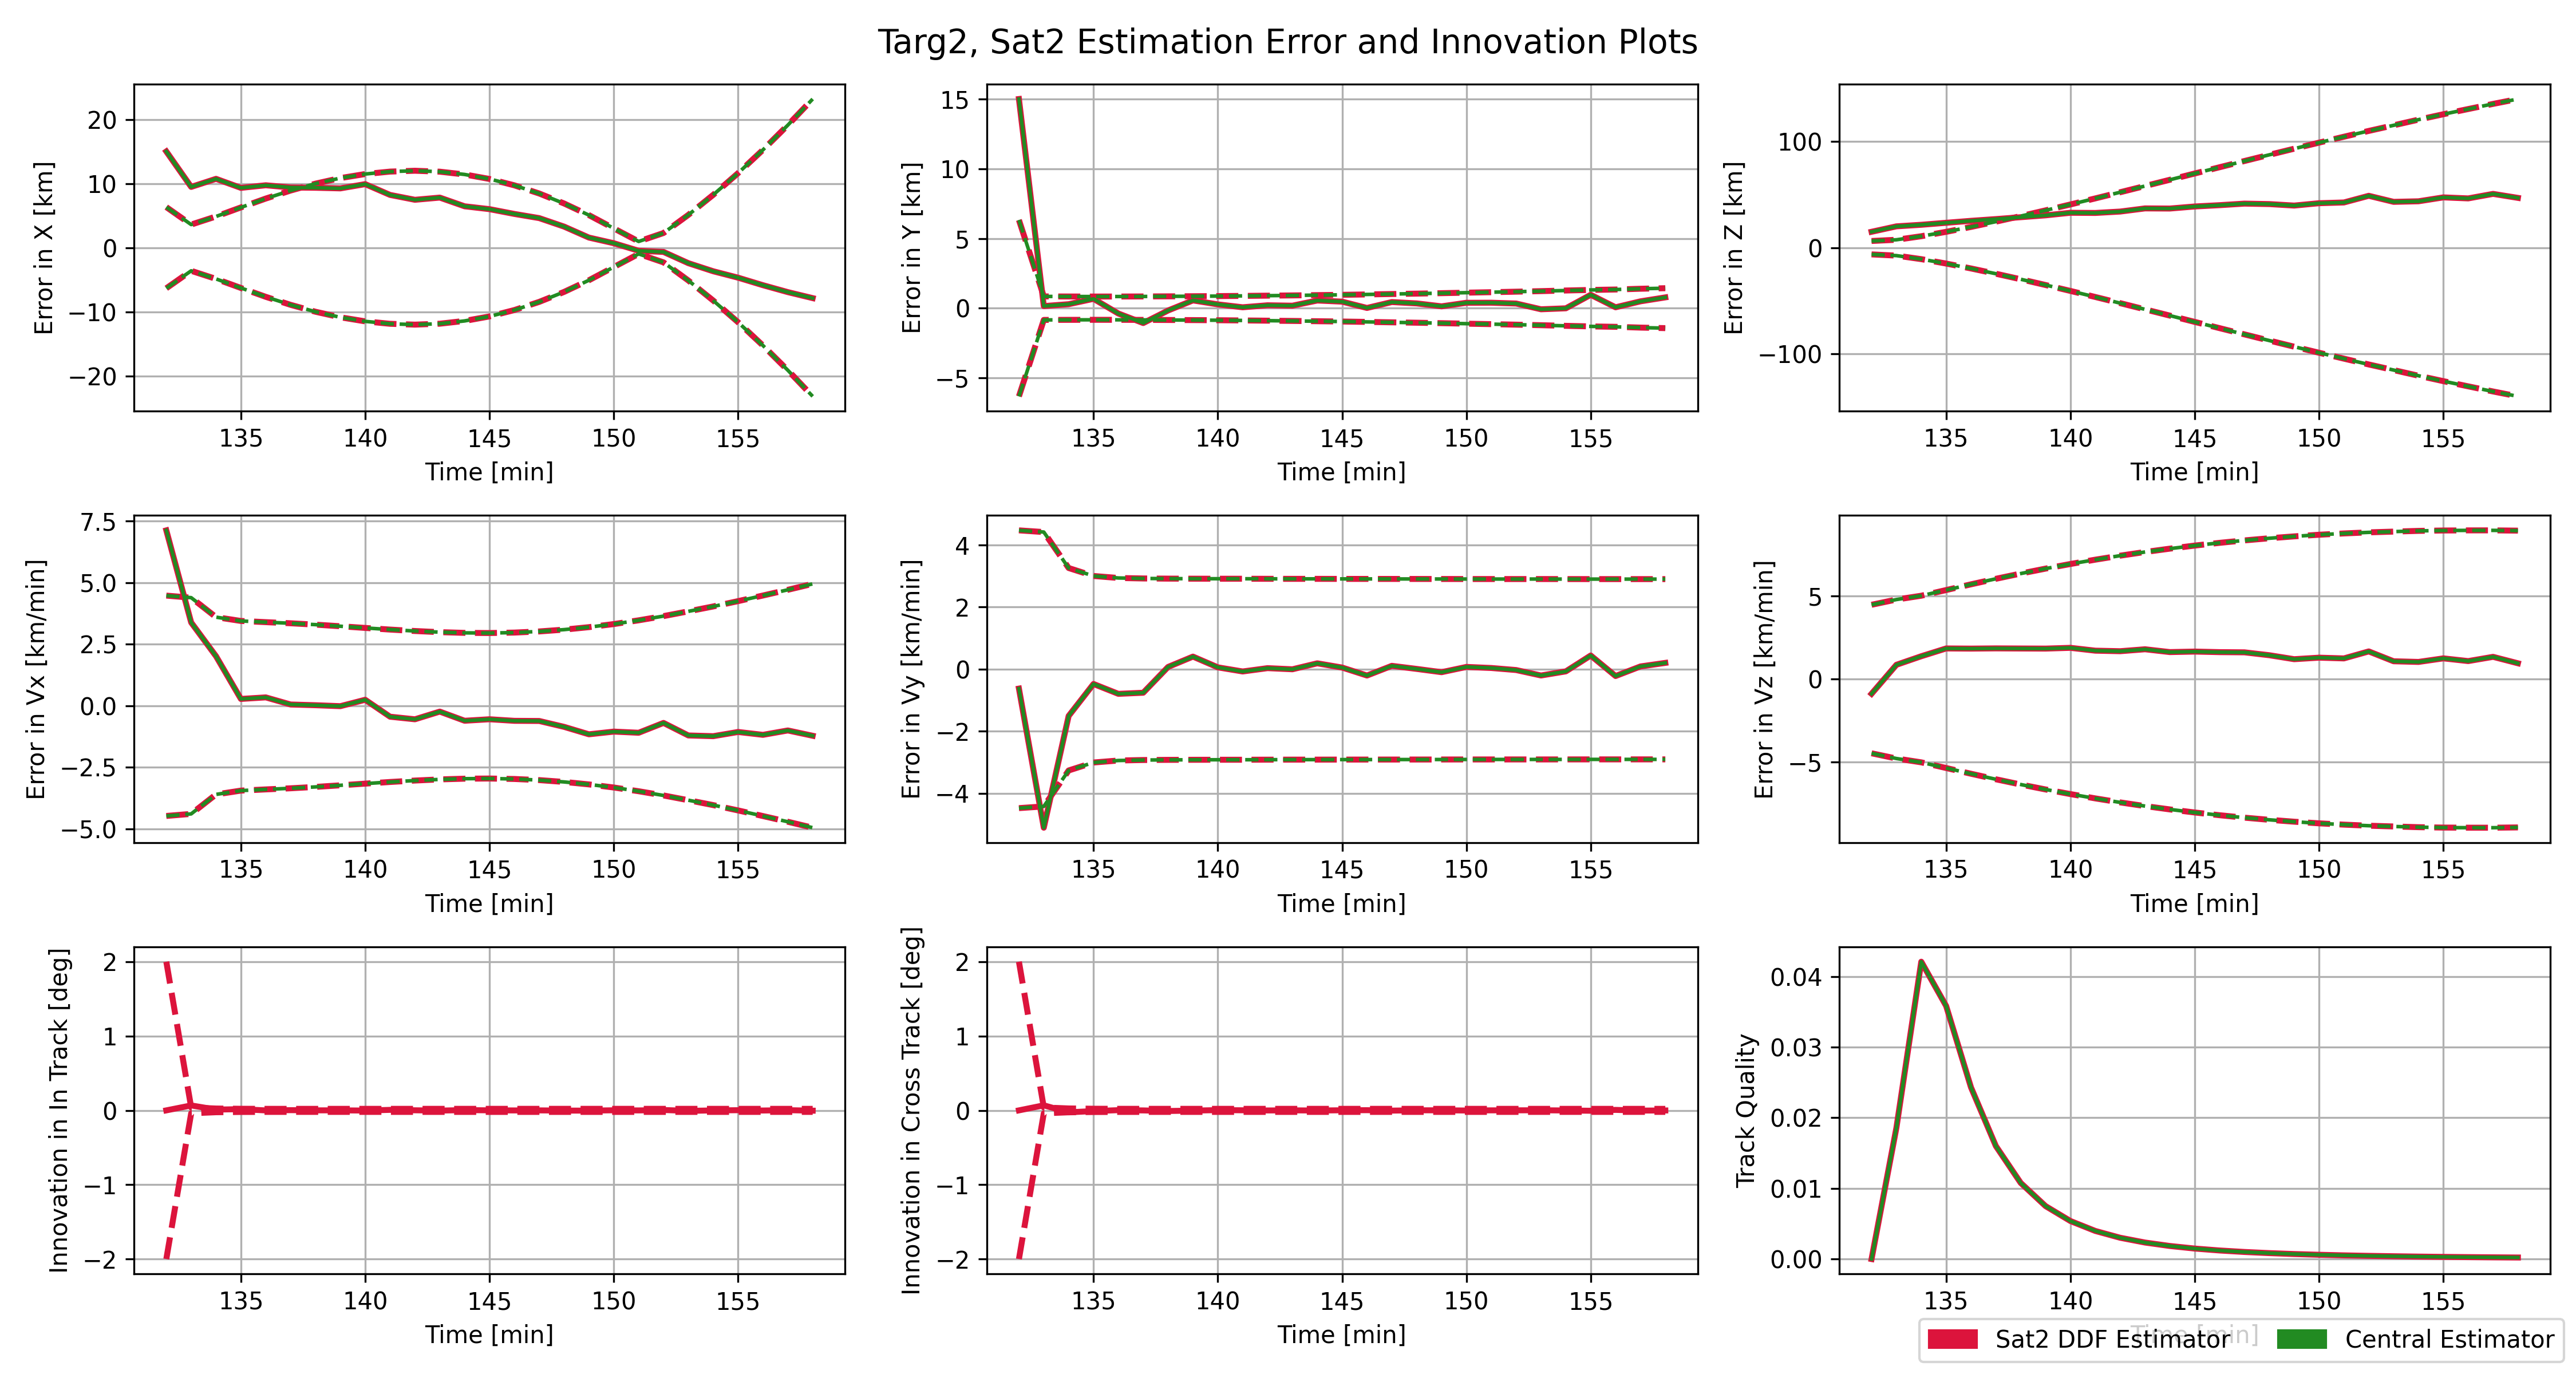 Targ2, Sat2 Estimation Error and Innovation Plots
Error in X [km]
20
10
0
−10
−20
135 140 145 150 155
Time [min]
Error in Y [km]
15
10
5
0
−5
135 140 145 150 155
Time [min]
Error in Z [km]
100
0
−100
135 140 145 150 155
Time [min]
Error in Vx [km/min]
7.5
5.0
2.5
0.0
−2.5
−5.0
135 140 145 150 155
Time [min]
Error in Vy [km/min]
4
2
0
−2
−4
135 140 145 150 155
Time [min]
Error in Vz [km/min]
5
0
−5
135 140 145 150 155
Time [min]
Innovation in In Track [deg]
2
1
0
−1
−2
135 140 145 150 155
Time [min]
Innovation in Cross Track [deg]
2
1
0
−1
−2
135 140 145 150 155
Time [min]
Track Quality
0.04
0.03
0.02
0.01
0.00
135 140 145 150 155
Time [min]
Sat2 DDF Estimator Central Estimator